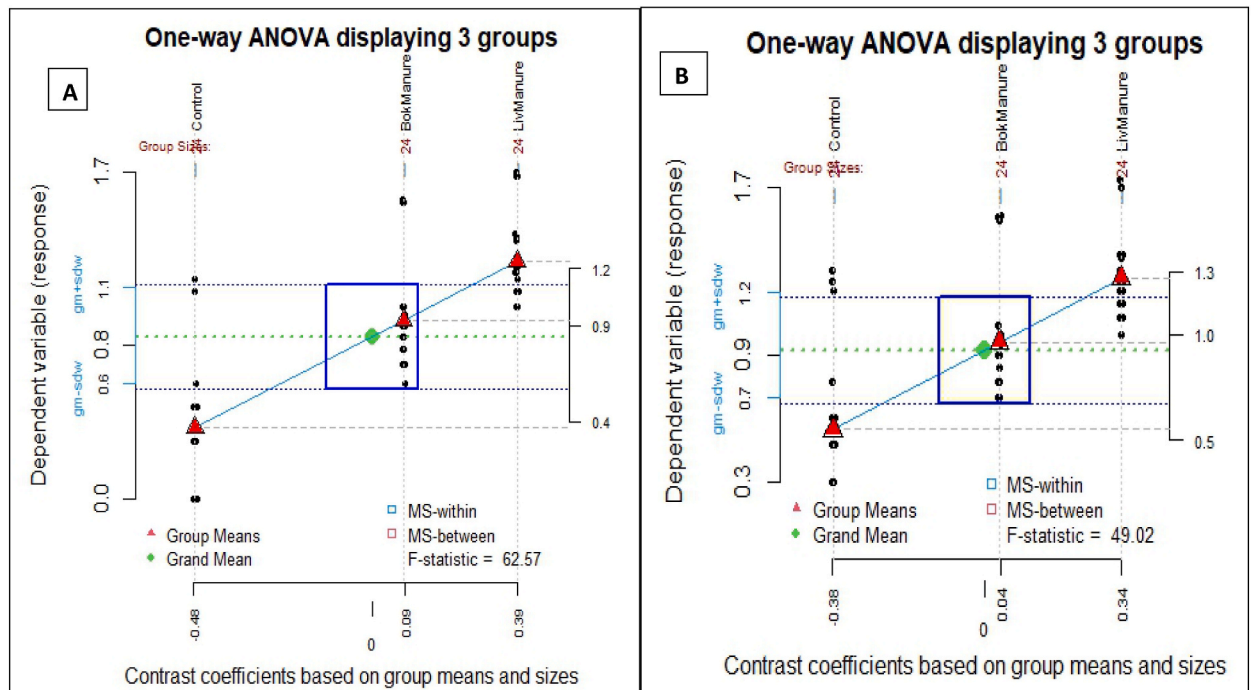 One-way ANOVA displaying 3 groups
A
Control
BokManure
LivManure
Group Sizes:
24
24
24
Dependent variable (response)
gm+sdw
gm-sdw
1.7
1.1
0.8
0.6
0.0
1.2
0.9
0.4
MS-within
Group Means
MS-between
Grand Mean
F-statistic = 62.57
-0.48
0
0.09
0.39
Contrast coefficients based on group means and sizes
One-way ANOVA displaying 3 groups
B
Control
BokManure
LivManure
Group Sizes:
24
24
24
Dependent variable (response)
gm+sdw
gm-sdw
1.7
1.2
0.9
0.7
0.3
1.3
1.0
0.5
MS-within
Group Means
MS-between
Grand Mean
F-statistic = 49.02
-0.38
0
0.04
0.34
Contrast coefficients based on group means and sizes